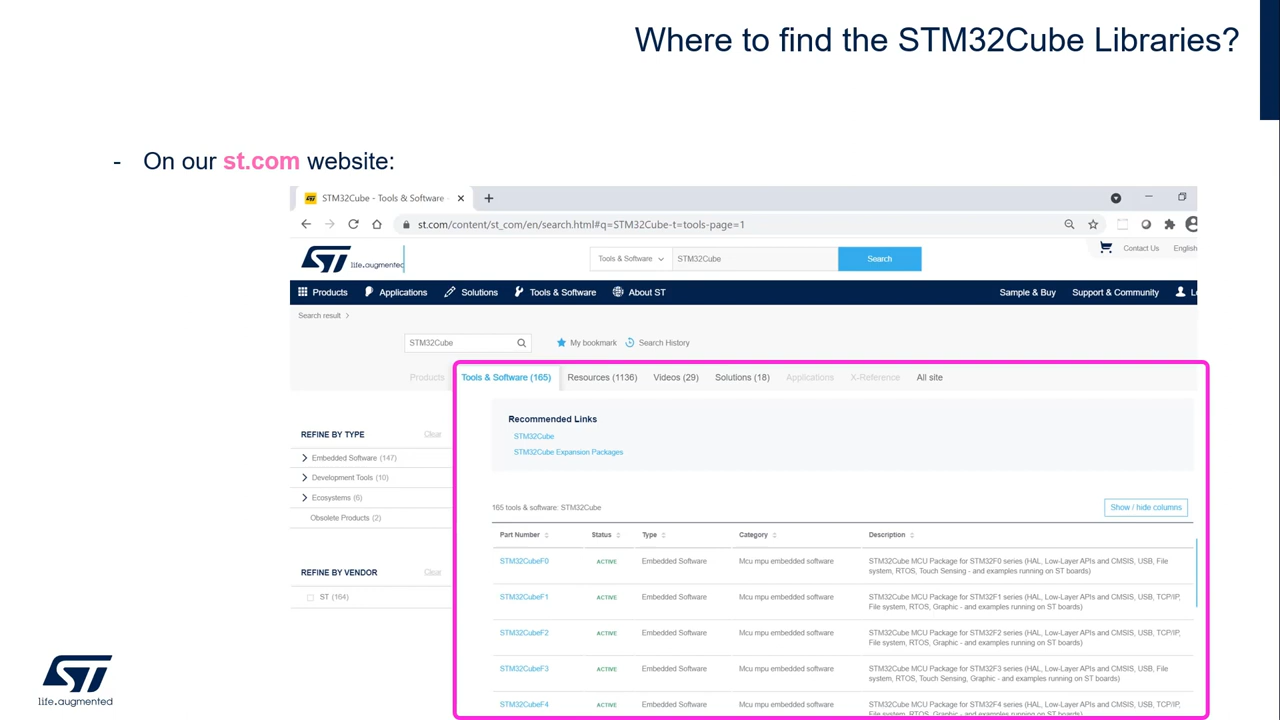 Where to find the STM32Cube Libraries?
- On our st.com website:
STM32Cube - Tools & Software
st.com/content/st_com/en/search.html#q=STM32Cube-t=tools-page=1
ST life.augmented
Tools & Software STM32Cube Search
Contact Us English
Products Applications Solutions Tools & Software About ST Sample & Buy Support & Community
Search result
STM32Cube My bookmark Search History
Products Tools & Software (165) Resources (1136) Videos (29) Solutions (18) Applications X-Reference All site
Recommended Links
STM32Cube
STM32Cube Expansion Packages
REFINE BY TYPE Clear
Embedded Software (147)
Development Tools (10)
Ecosystems (6)
Obsolete Products (2)
REFINE BY VENDOR Clear
ST (164)
165 tools & software: STM32Cube Show / hide columns
Part Number Status Type Category Description
STM32CubeF0 ACTIVE Embedded Software Mcu mpu embedded software STM32Cube MCU Package for STM32F0 series (HAL, Low-Layer APIs and CMSIS, USB, File
system, RTOS, Touch Sensing - and examples running on ST boards)
STM32CubeF1 ACTIVE Embedded Software Mcu mpu embedded software STM32Cube MCU Package for STM32F1 series (HAL, Low-Layer APIs and CMSIS, USB, TCP/IP,
File system, RTOS, Graphic - and examples running on ST boards)
STM32CubeF2 ACTIVE Embedded Software Mcu mpu embedded software STM32Cube MCU Package for STM32F2 series (HAL, Low-Layer APIs and CMSIS, USB, TCP/IP,
File system, RTOS, Graphic - and examples running on ST boards)
STM32CubeF3 ACTIVE Embedded Software Mcu mpu embedded software STM32Cube MCU Package for STM32F3 series (HAL, Low-Layer APIs and CMSIS, USB, File
system, RTOS, Touch Sensing, Graphic - and examples running on ST boards)
STM32CubeF4 ACTIVE Embedded Software Mcu mpu embedded software STM32Cube MCU Package for STM32F4 series (HAL, Low-Layer APIs and CMSIS, USB, TCP/IP,
File system, RTOS, Graphic - and examples running on ST boards)
ST
life.augmented